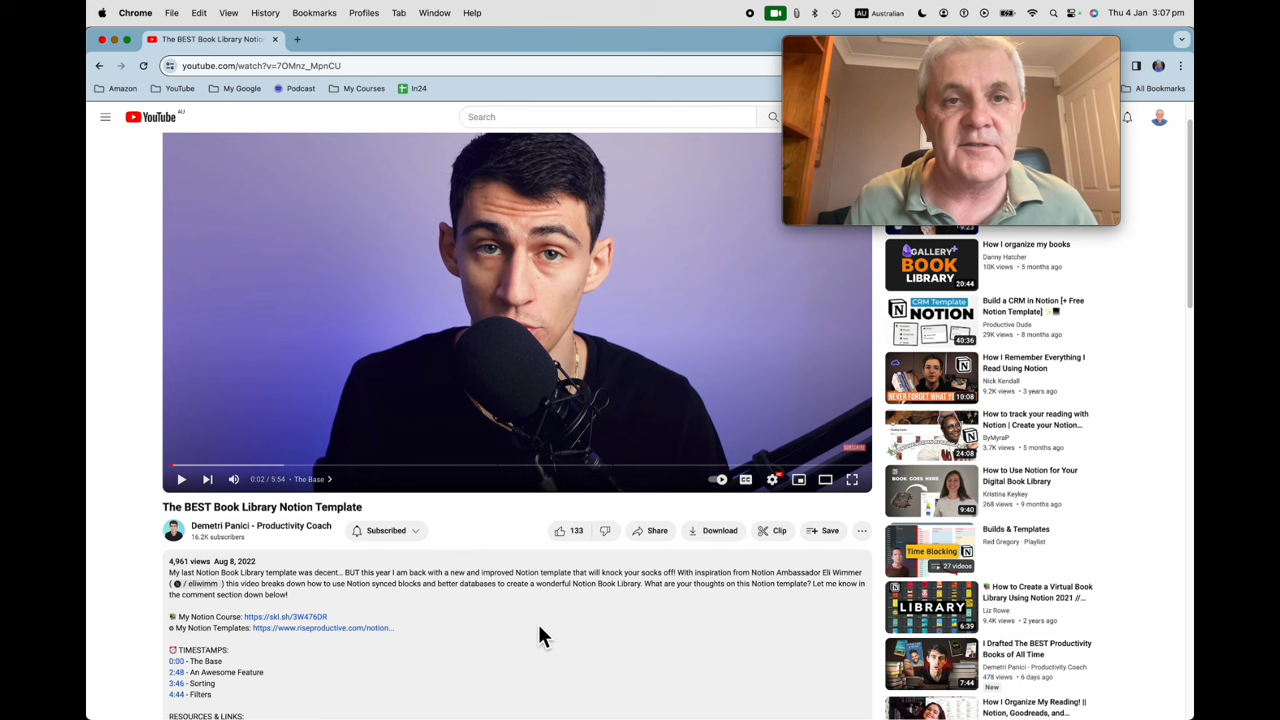 Chrome File Edit View History Bookmarks Profiles Tab Window Help
AU Australian Thu 4 Jan 3:07 pm
The BEST Book Library Notio
youtube.com/watch?v=7OMnz_MpnCU
Amazon YouTube My Google Podcast My Courses In24 All Bookmarks
YouTube AU
Search
9:23
GALLERY+
BOOK
LIBRARY
20:44
How I organize my books
Danny Hatcher
10K views • 5 months ago
CRM Template
NOTION
40:36
Build a CRM in Notion [+ Free
Notion Template]
Productive Dude
29K views • 8 months ago
NEVER FORGET WHAT
10:08
How I Remember Everything I
Read Using Notion
Nick Kendall
9.2K views • 3 years ago
24:08
How to track your reading with
Notion | Create your Notion...
ByMyraP
3.7K views • 5 months ago
BOOK GOES HERE
9:40
How to Use Notion for Your
Digital Book Library
Kristina Keykey
268 views • 9 months ago
Time Blocking
27 videos
Builds & Templates
Red Gregory · Playlist
LIBRARY
6:39
How to Create a Virtual Book
Library Using Notion 2021 //...
Liz Rowe
9.4K views • 2 years ago
7:44
I Drafted The BEST Productivity
Books of All Time
Demetri Panici - Productivity Coach
478 views • 6 days ago
New
How I Organize My Reading! ||
Notion, Goodreads, and...
SUBSCRIBE
0:02 / 5:54 • The Base
CC
The BEST Book Library Notion
Demetri Panici - Productivity Coach
16.2K subscribers
Subscribed
133 Share Download Clip Save
4,961 views Aug 8, 2022
My last Notion Book Library template was decent... BUT this year I am back with a new and improved Notion template that will knock your socks off! With inspiration from Notion Ambassador Eli Wimmer
( / eliwimm ) this video breaks down how to use Notion synced blocks and better databases to create a wonderful Notion Book Library. What are your thoughts on this Notion template? Let me know in
the comment section down below!
My Notion Course: https://skl.sh/3W476DR
My Notion Templates: https://www.riseproductive.com/notion...
TIMESTAMPS:
0:00 - The Base
2:48 - An Awesome Feature
3:46 - Sorting
4:44 - Filters
RESOURCES & LINKS: